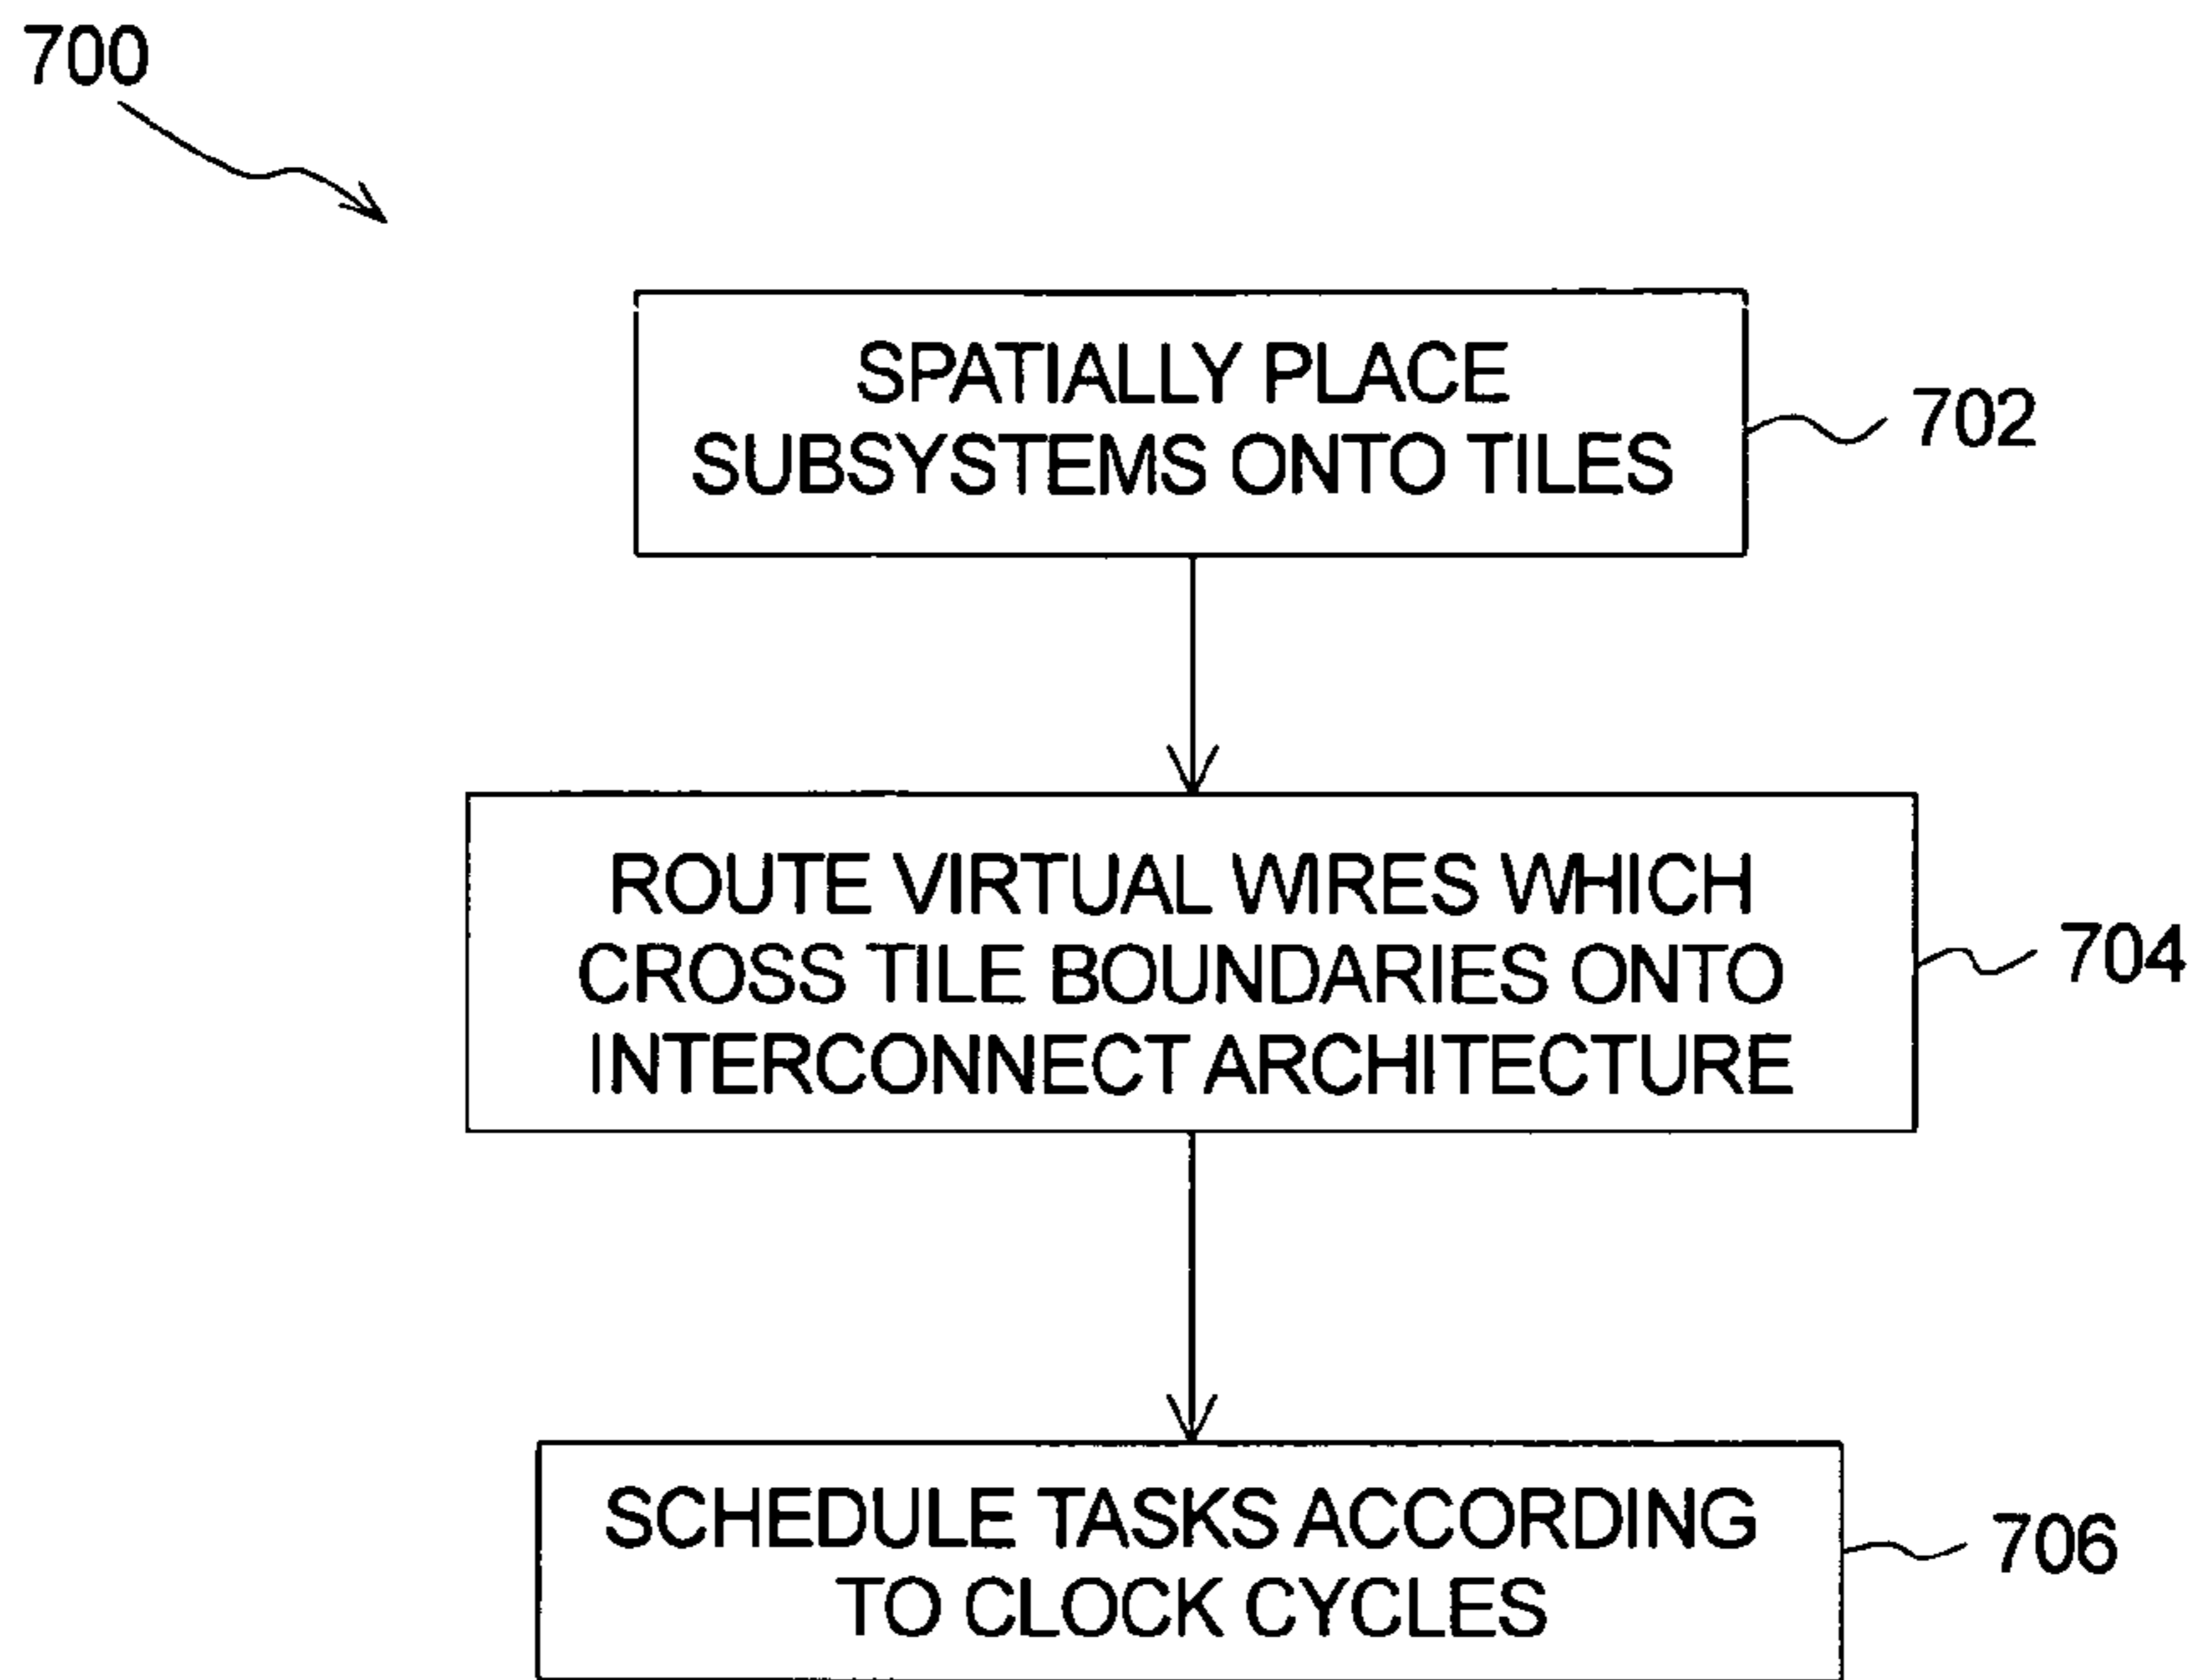 700
SPATIALLY PLACE
SUBSYSTEMS ONTO TILES
702
ROUTE VIRTUAL WIRES WHICH
CROSS TILE BOUNDARIES ONTO
INTERCONNECT ARCHITECTURE
704
SCHEDULE TASKS ACCORDING
TO CLOCK CYCLES
706